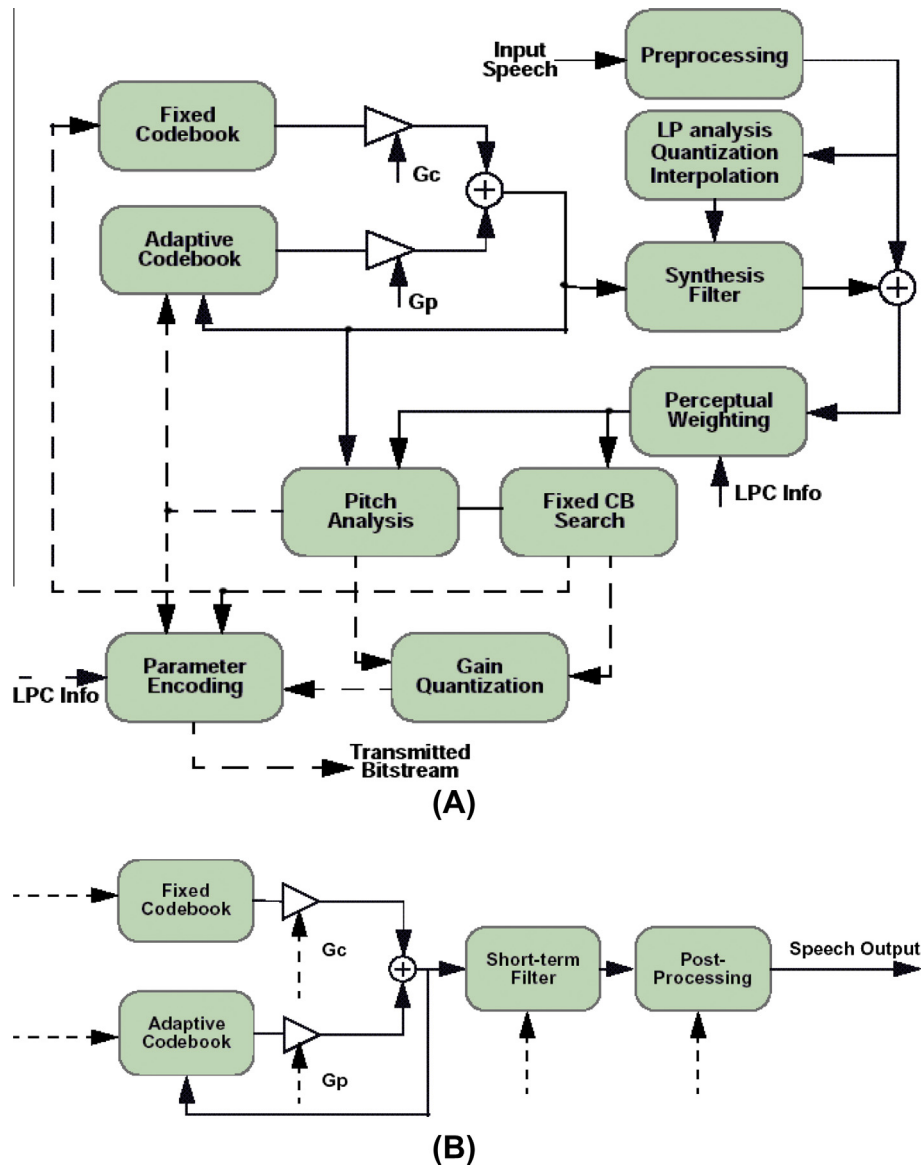 Input
Speech
Preprocessing
Fixed
Codebook
Gc
LP analysis
Quantization
Interpolation
Adaptive
Codebook
Gp
Synthesis
Filter
Perceptual
Weighting
LPC Info
Pitch
Analysis
Fixed CB
Search
LPC Info
Parameter
Encoding
Gain
Quantization
Transmitted
Bitstream
(A)
Fixed
Codebook
Gc
Adaptive
Codebook
Gp
Short-term
Filter
Post-
Processing
Speech Output
(B)